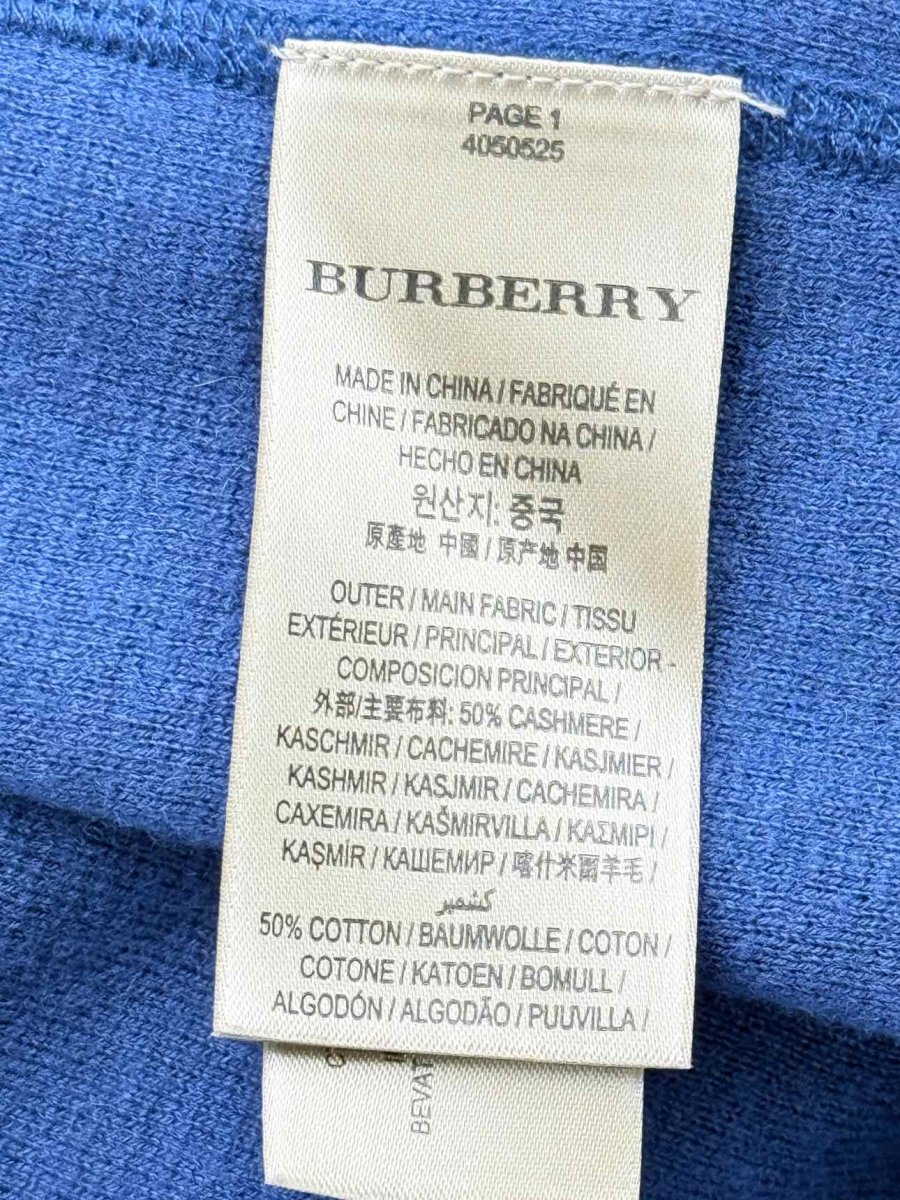 PAGE 1
4050525
BURBERRY
MADE IN CHINA / FABRIQUÉ EN
CHINE / FABRICADO NA CHINA /
HECHO EN CHINA
원산지: 중국
原產地 中國 / 原产地 中国
OUTER / MAIN FABRIC / TISSU
EXTÉRIEUR / PRINCIPAL / EXTERIOR -
COMPOSICION PRINCIPAL /
外部/主要布料: 50% CASHMERE /
KASCHMIR / CACHEMIRE / KASJMIER /
KASHMIR / KASJMIR / CACHEMIRA /
CAXEMIRA / KAŠMIRVILLA / ΚΑΣΜΙΡΙ /
KAŞMIR / КАШЕМИР / 喀什米爾羊毛 /
كشمير
50% COTTON / BAUMWOLLE / COTON /
COTONE / KATOEN / BOMULL /
ALGODÓN / ALGODÃO / PUUVILLA /
BEVAT